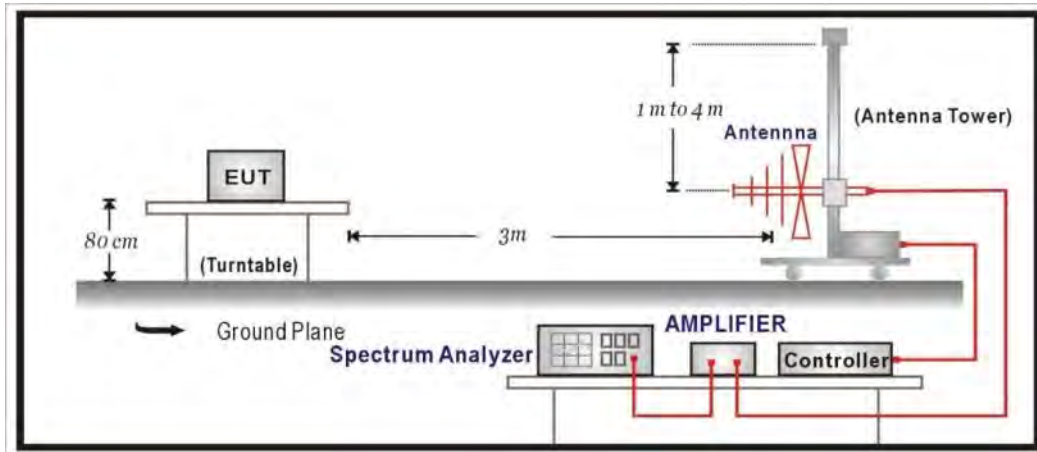 1 m to 4 m
(Antenna Tower)
Antennna
EUT
80 cm
3m
(Turntable)
Ground Plane
AMPLIFIER
Spectrum Analyzer
Controller